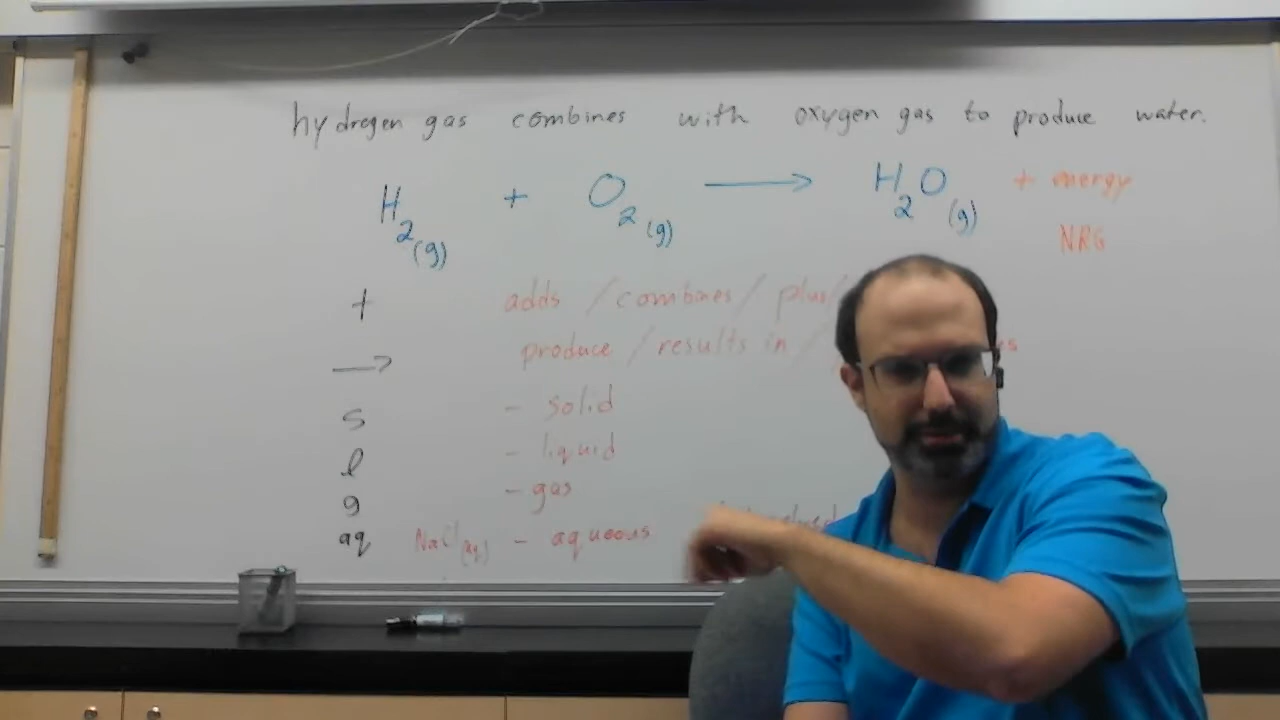 hydrogen gas combines with oxygen gas to produce water.
H2(g) + O2(g) → H2O(g) + energy
NRG
+ adds / combines / plus/
→ produce / results in /
s - solid
l - liquid
g - gas
aq NaCl(aq) - aqueous